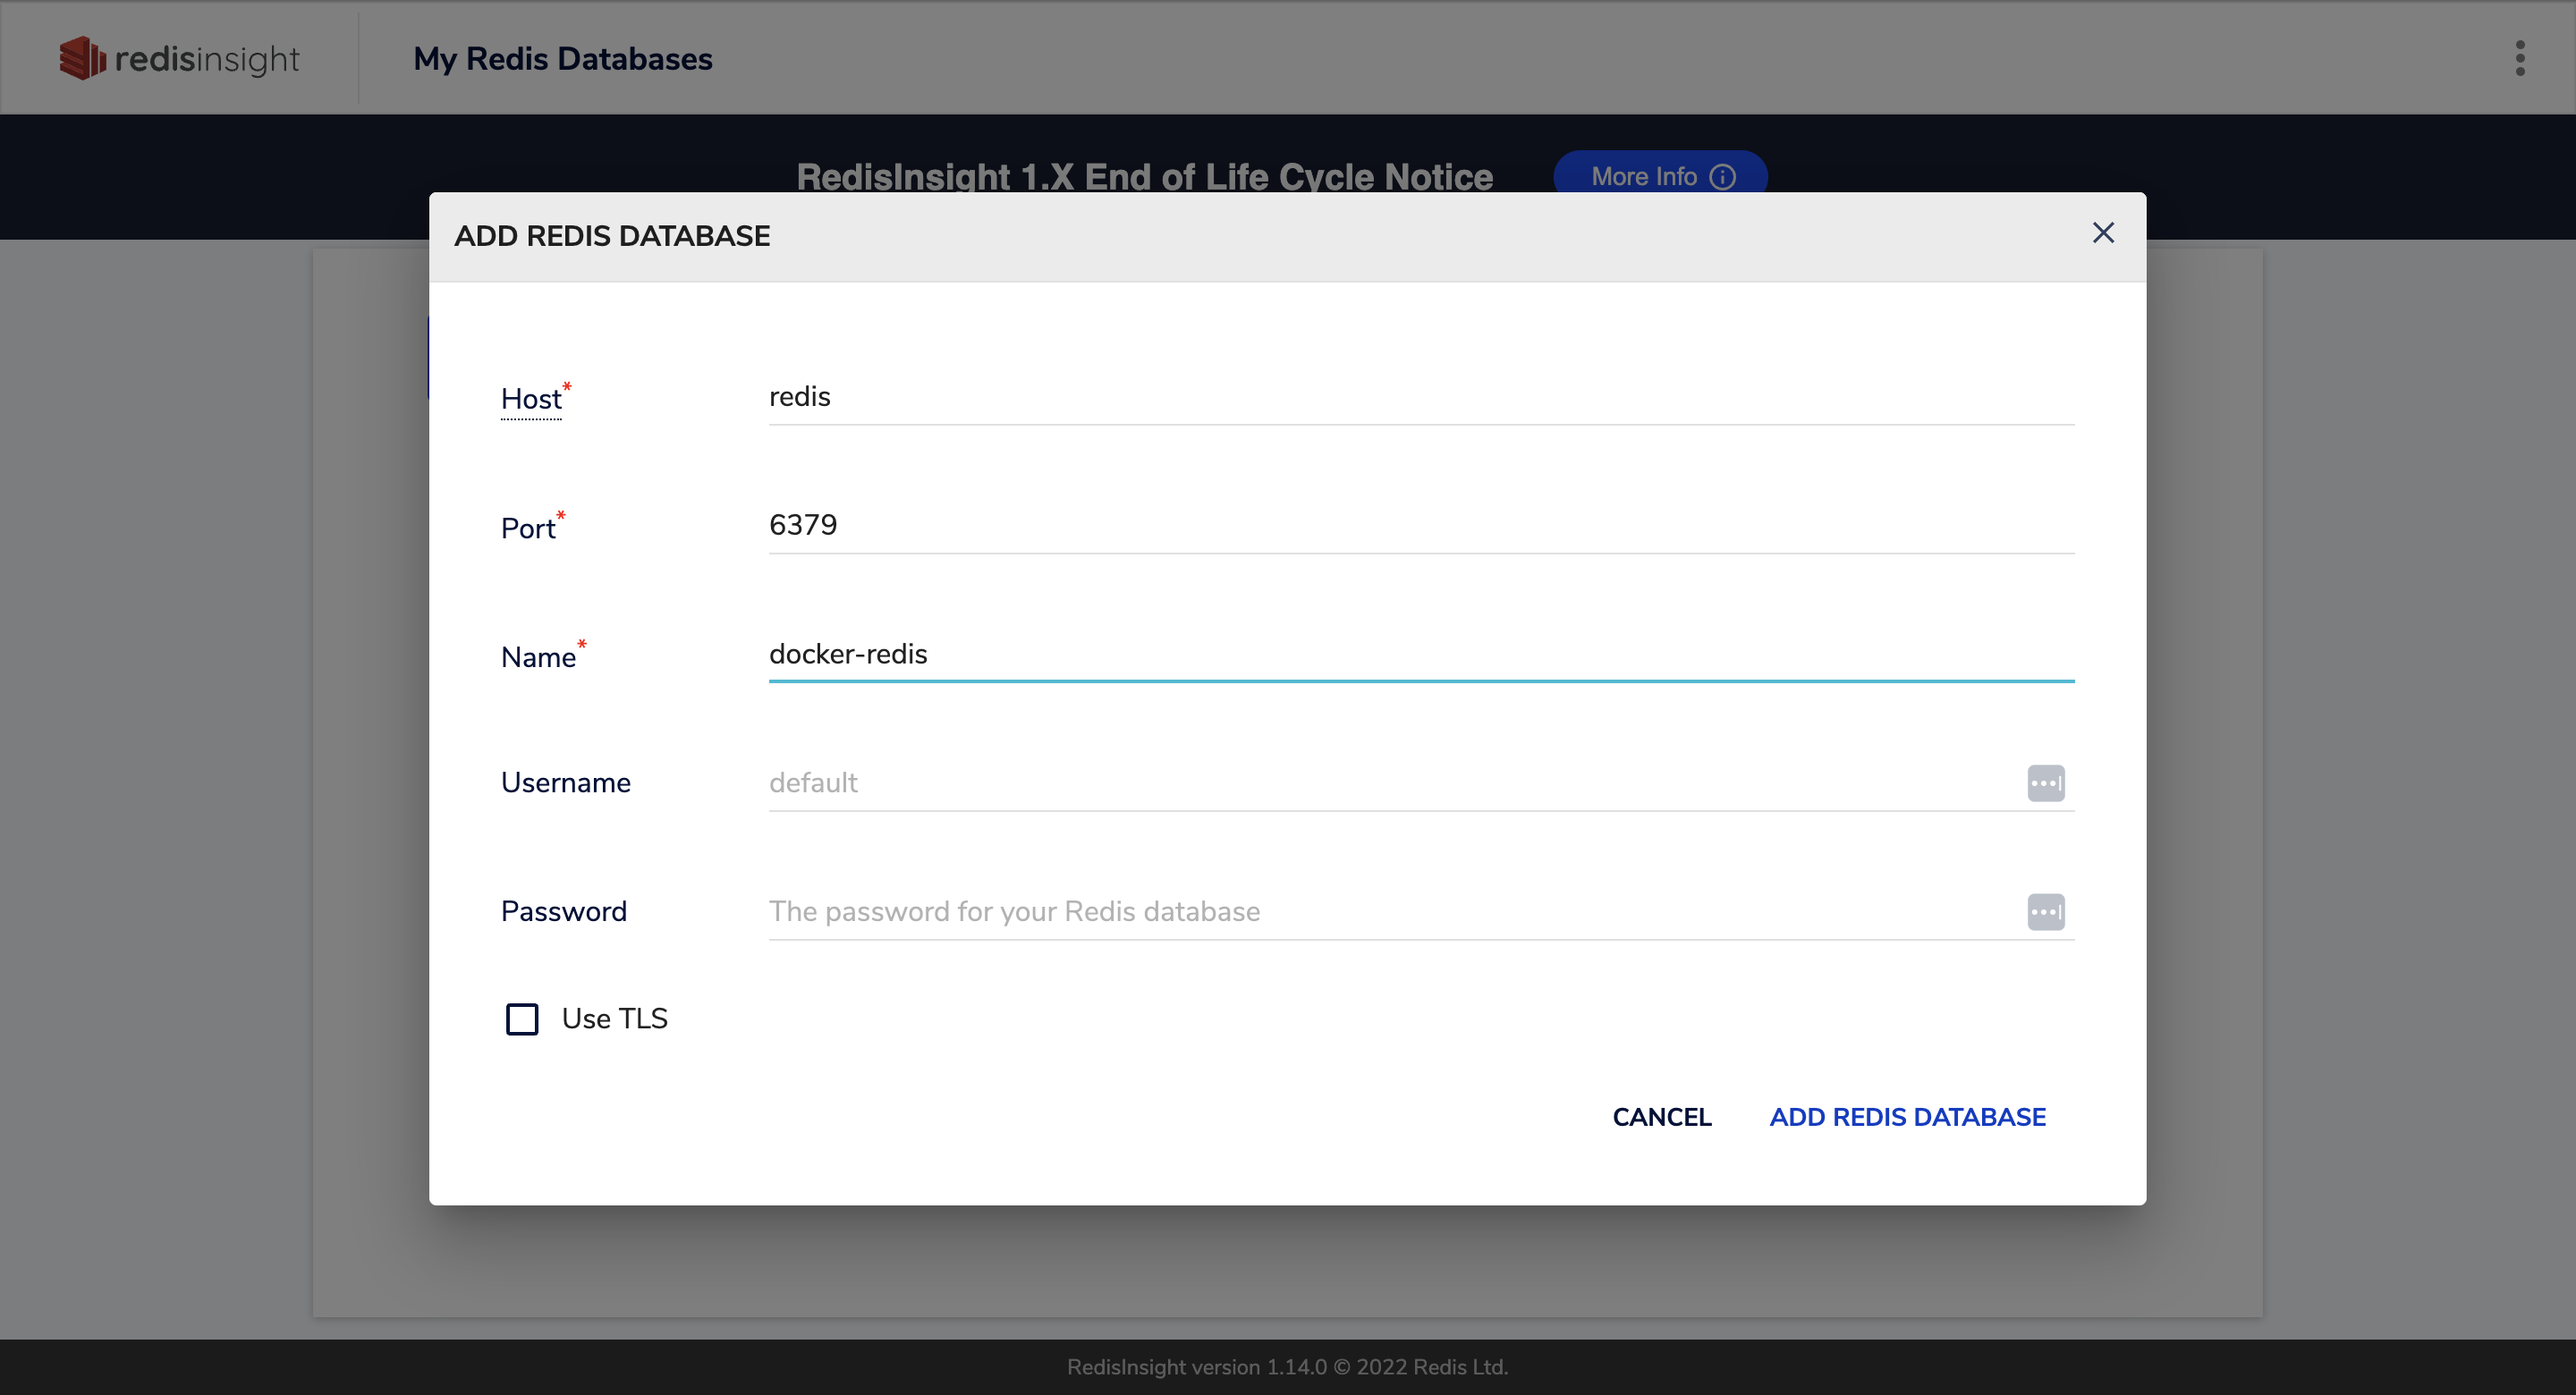 redisinsight
My Redis Databases
RedisInsight 1.X End of Life Cycle Notice
More Info
ADD REDIS DATABASE
Host* redis
Port* 6379
Name* docker-redis
Username default
Password The password for your Redis database
Use TLS
CANCEL ADD REDIS DATABASE
RedisInsight version 1.14.0 © 2022 Redis Ltd.